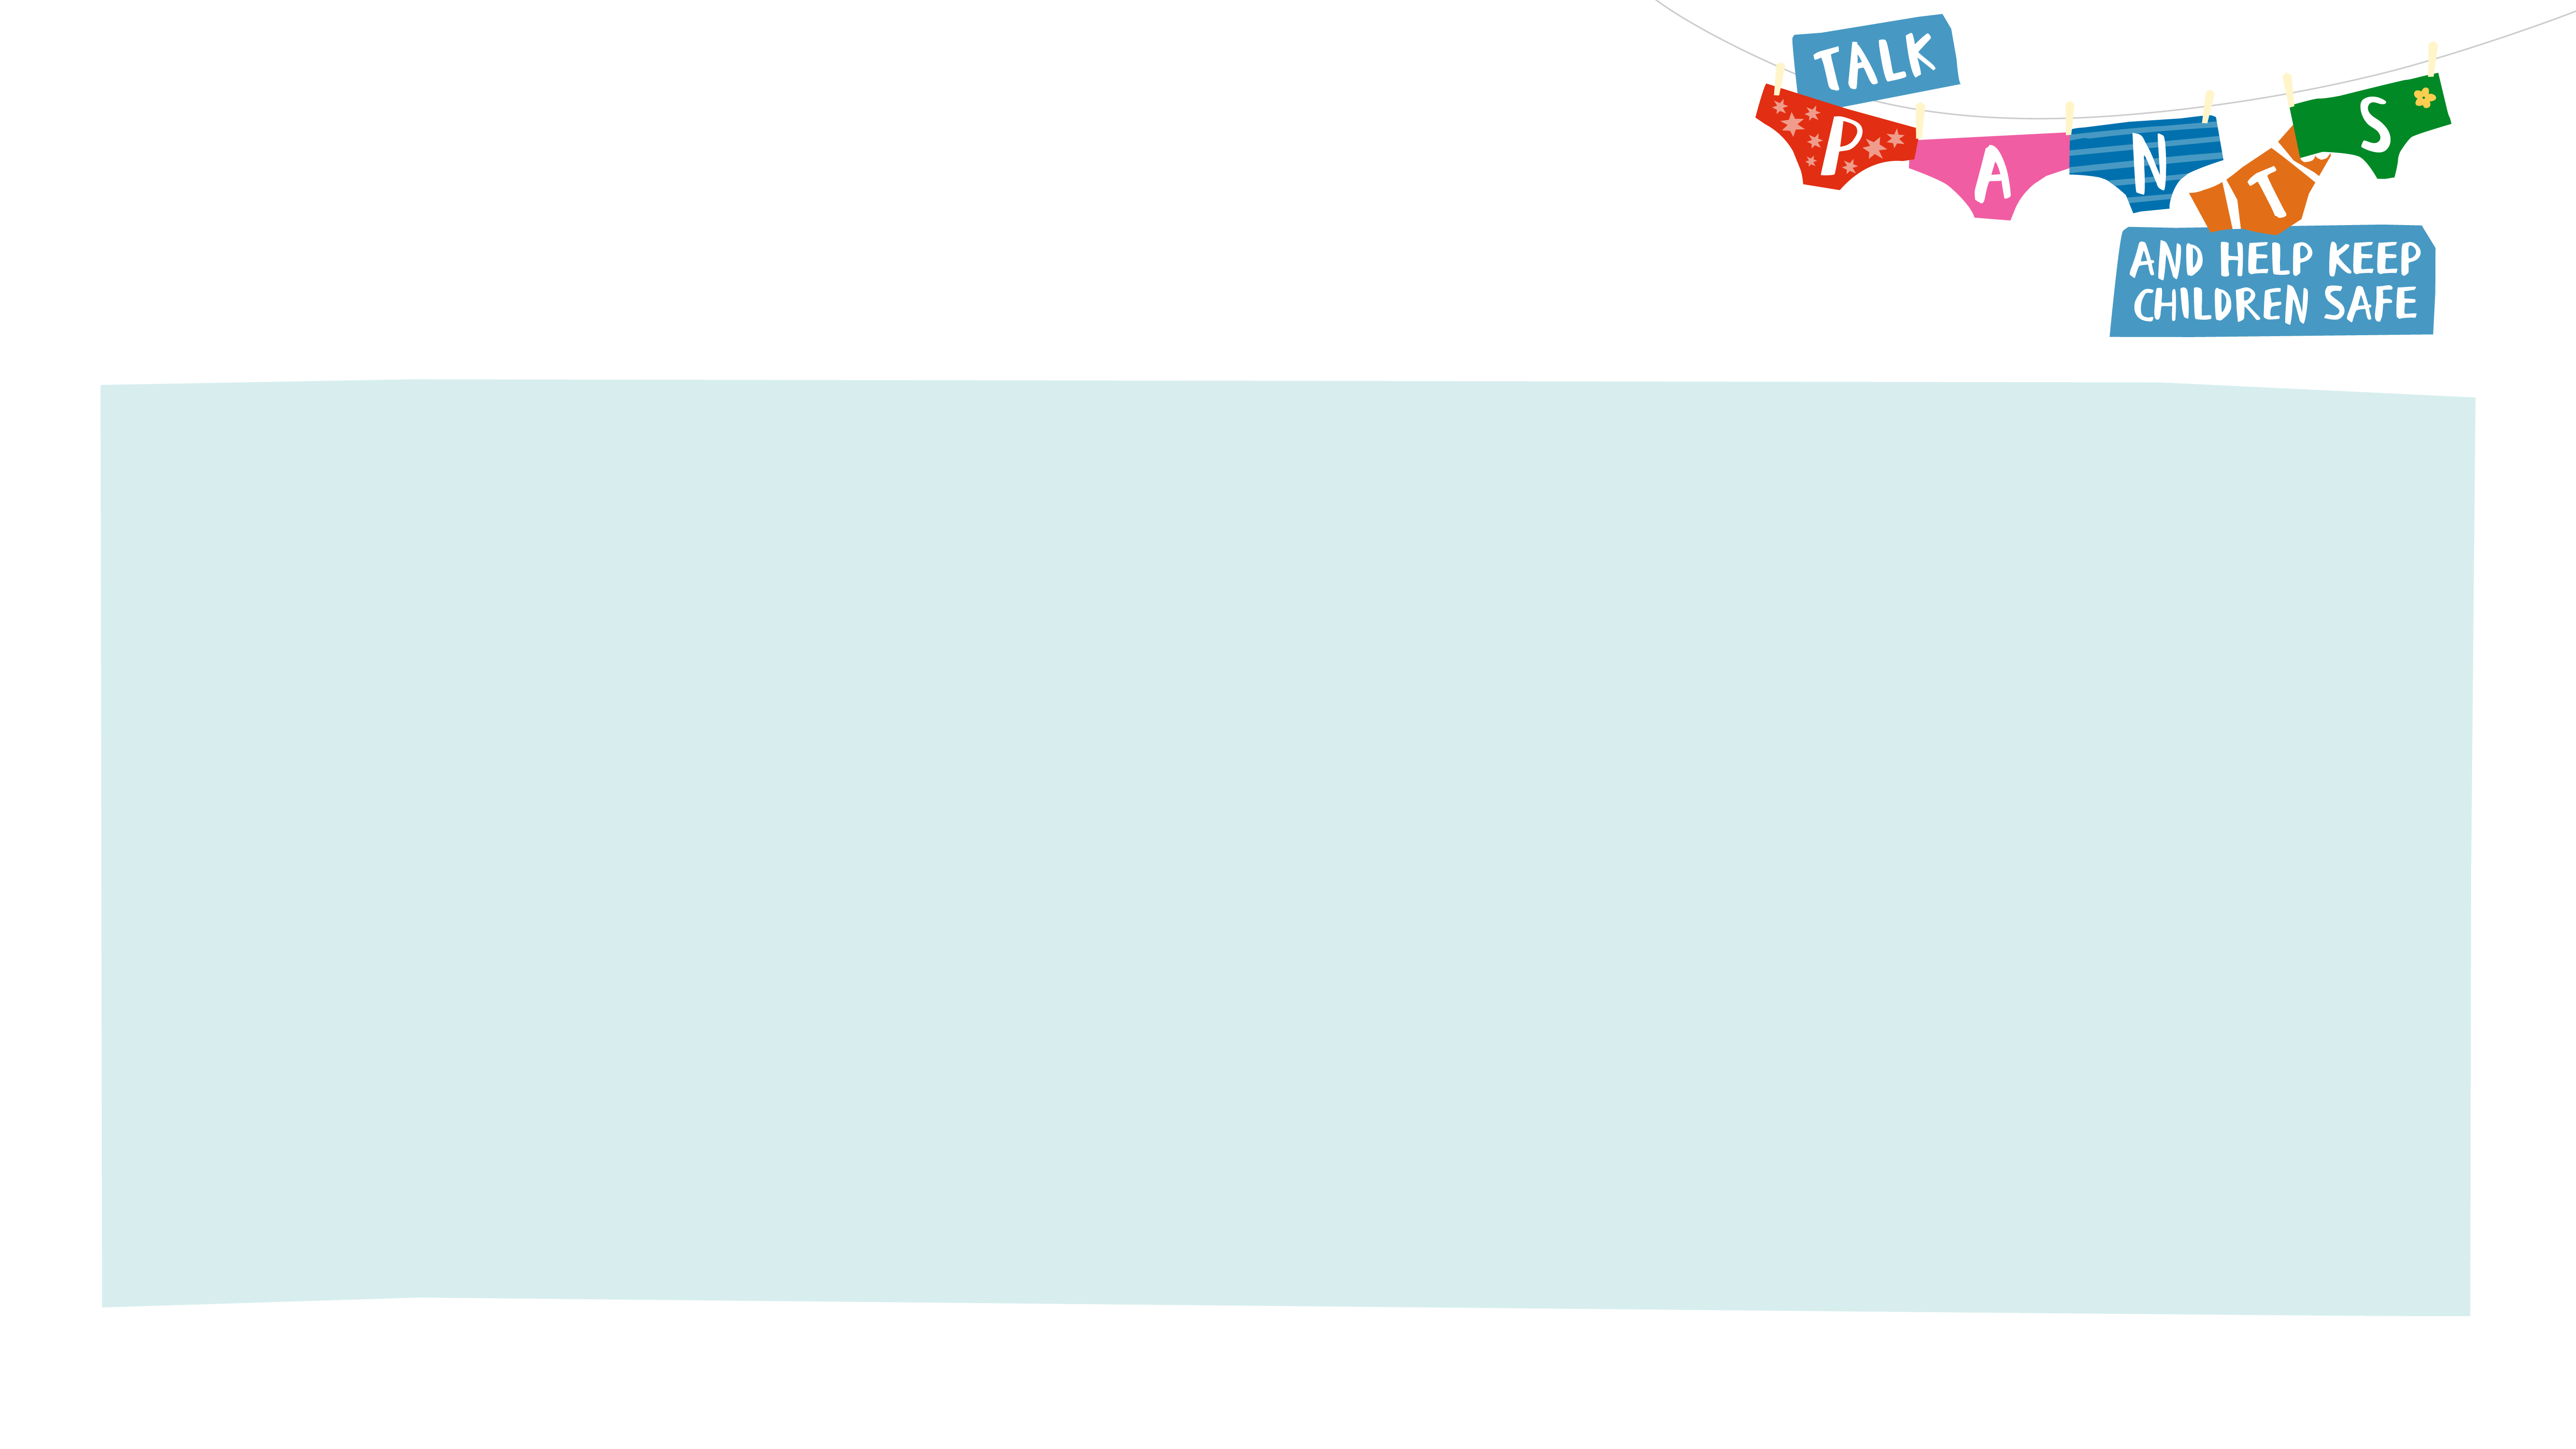 TALK
PANTS
AND HELP KEEP
CHILDREN SAFE